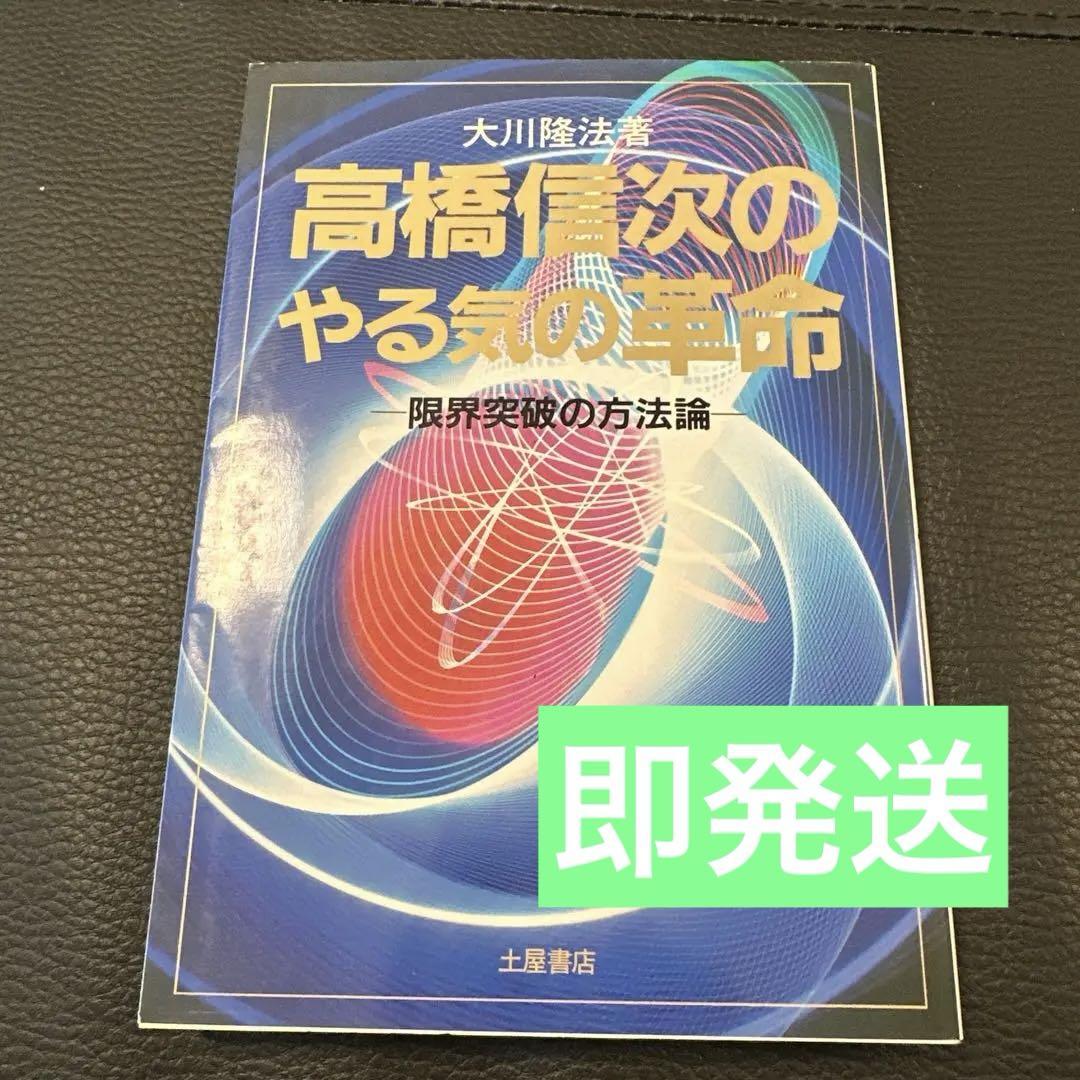 大川隆法著
高橋信次の
やる気の革命
―限界突破の方法論―
即発送
土屋書店